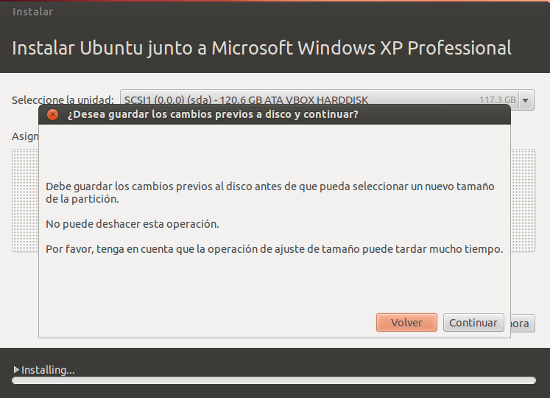 Instalar
Instalar Ubuntu junto a Microsoft Windows XP Professional
Seleccione la unidad: SCSI1 (0,0,0) (sda) - 120.6 GB ATA VBOX HARDDISK 117.3 GB
¿Desea guardar los cambios previos a disco y continuar?
Asign
Debe guardar los cambios previos al disco antes de que pueda seleccionar un nuevo tamaño
de la partición.
No puede deshacer esta operación.
Por favor, tenga en cuenta que la operación de ajuste de tamaño puede tardar mucho tiempo.
Volver Continuar hora
Installing...